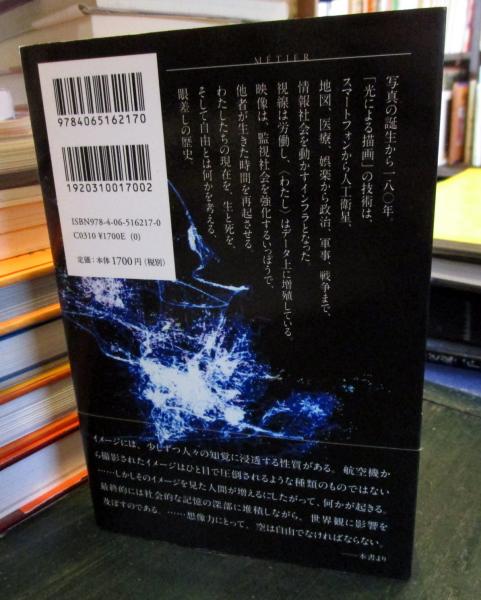 MÉTIER
写真の誕生から一八〇年。
「光による描画」の技術は、
スマートフォンから人工衛星、
地図、医療、娯楽から政治、軍事、戦争まで、
情報社会を動かすインフラとなった
視線は労働し、〈わたし〉はデータ上に増殖している
映像は、監視社会を強化するいっぽうで、
他者が生きた時間を再起させる
わたしたちの現在を、生と死を、
そして自由とは何かを考える、
眼差しの歴史。
9784065162170
1920310017002
ISBN978-4-06-516217-0
C0310 ¥1700E (0)
定価：本体1700円(税別)
イメージには、少しずつ人々の知覚に浸透する性質がある。航空機か
ら撮影されたイメージはひと目で圧倒されるような種類のものではない
……しかしそのイメージを見た人間が増えるにしたがって、何かが起きる。
最終的には社会的な記憶の深部に堆積しながら、世界観に影響を
及ぼすのである。……想像力にとって、空は自由でなければならない。
──本書より